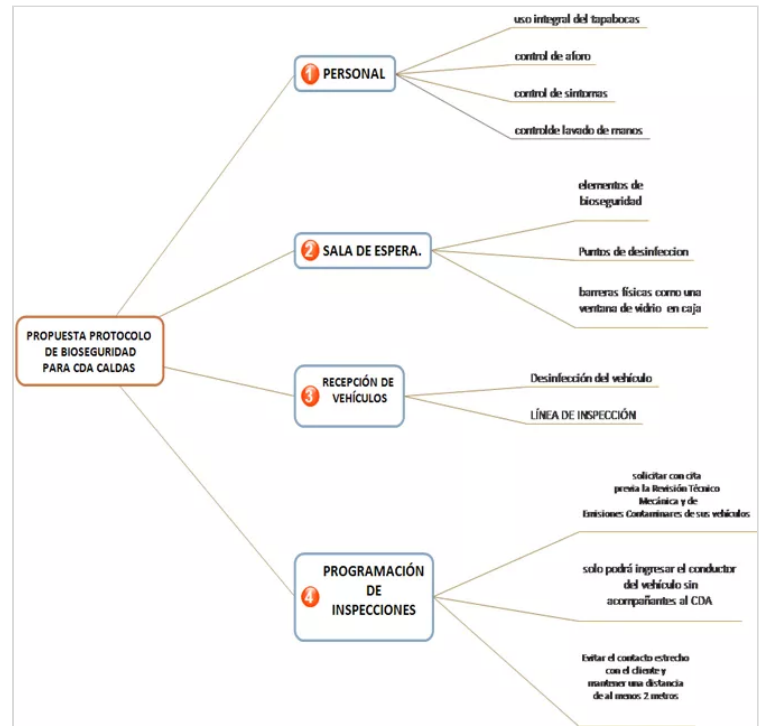 uso integral del tapabocas
1 PERSONAL
control de aforo
control de sintomas
controlde lavado de manos
elementos de
bioseguridad
2 SALA DE ESPERA.
Puntos de desinfeccion
barreras físicas como una
ventana de vidrio en caja
PROPUESTA PROTOCOLO
DE BIOSEGURIDAD
PARA CDA CALDAS
3 RECEPCIÓN DE
VEHÍCULOS
Desinfección del vehículo
LÍNEA DE INSPECCIÓN
solicitar con cita
previa la Revisión Técnico
Mecánica y de
Emisiones Contaminares de sus vehículos
4 PROGRAMACIÓN
DE
INSPECCIONES
solo podrá ingresar el conductor
del vehículo sin
acompañantes al CDA
Evitar el contacto estrecho
con el cliente y
mantener una distancia
de al menos 2 metros